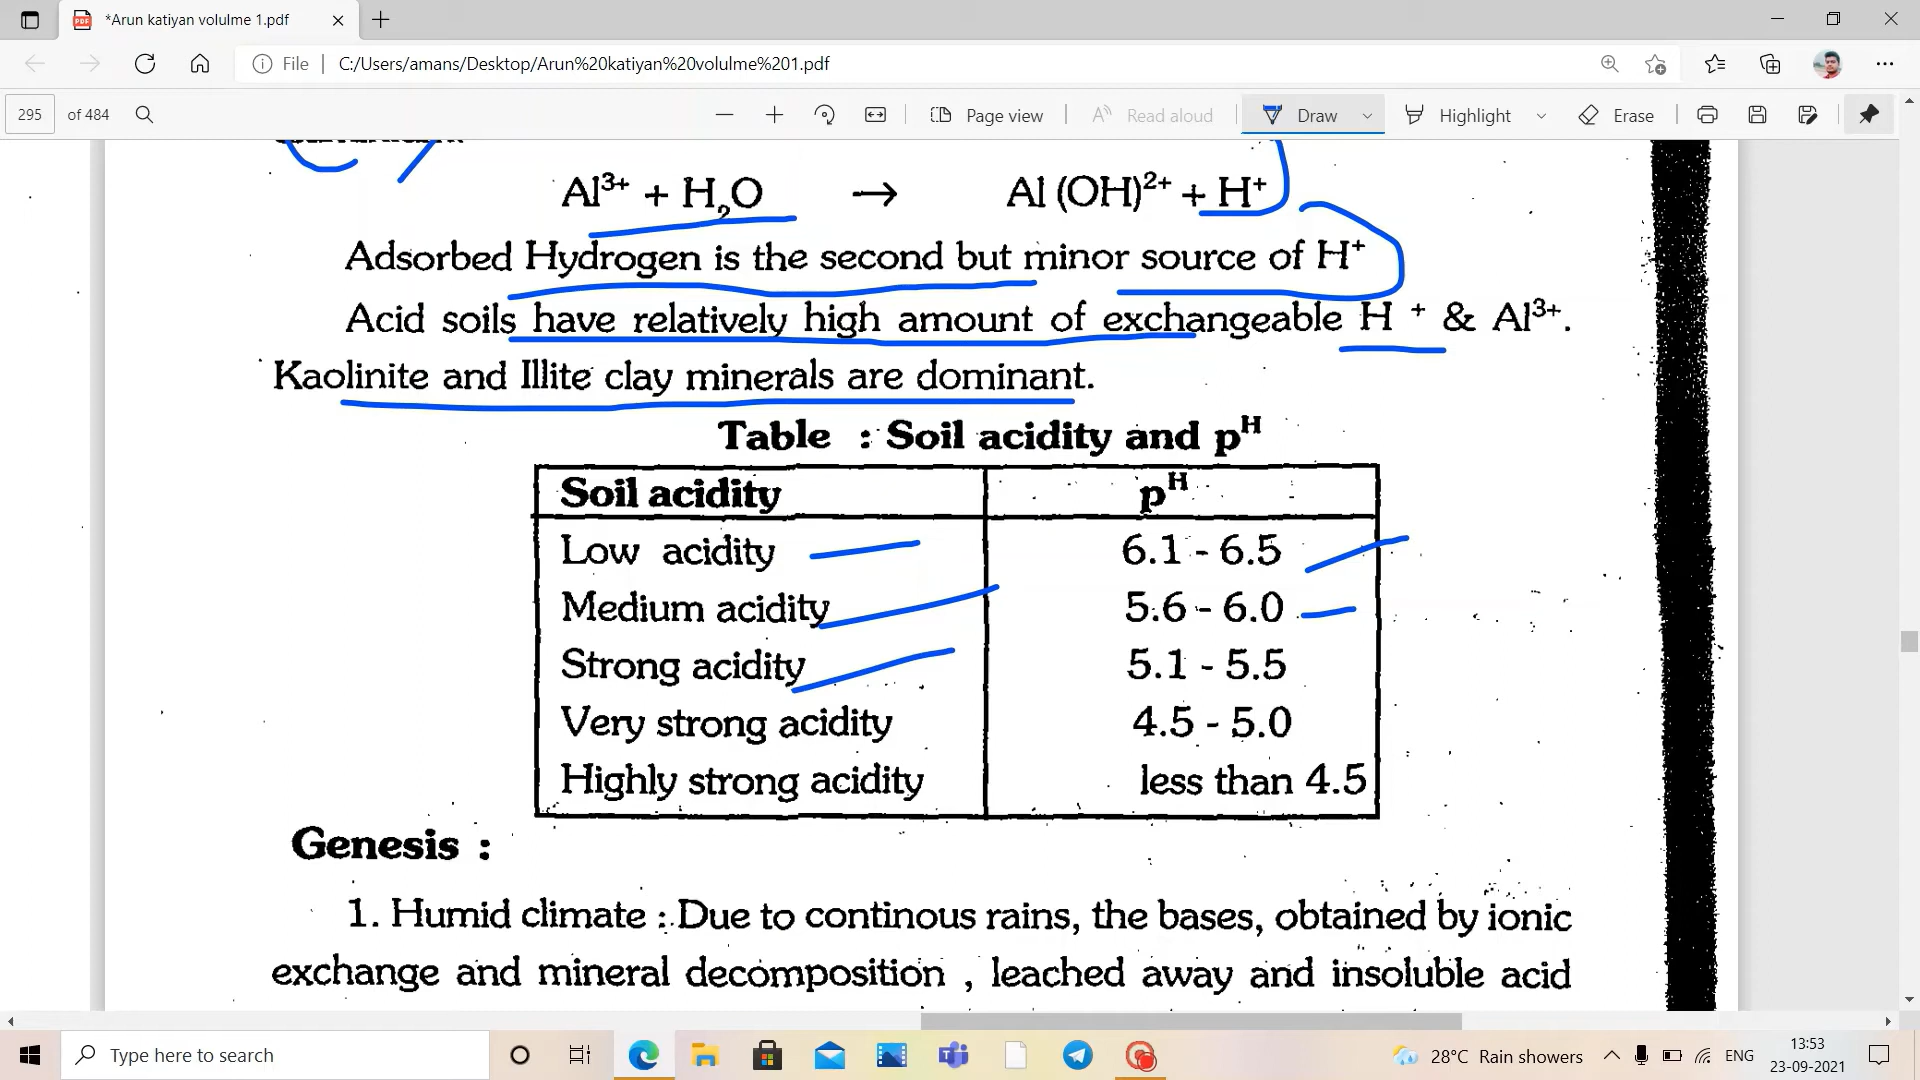 *Arun katiyan volulme 1.pdf
File | C:/Users/amans/Desktop/Arun%20katiyan%20volulme%201.pdf
295 of 484 Page view Read aloud Draw Highlight Erase
Al³⁺ + H₂O → Al (OH)²⁺ + H⁺
Adsorbed Hydrogen is the second but minor source of H⁺
Acid soils have relatively high amount of exchangeable H ⁺ & Al³⁺.
Kaolinite and Illite clay minerals are dominant.
Table : Soil acidity and pᴴ
Soil acidity pᴴ
Low acidity 6.1 - 6.5
Medium acidity 5.6 - 6.0
Strong acidity 5.1 - 5.5
Very strong acidity 4.5 - 5.0
Highly strong acidity less than 4.5
Genesis :
1. Humid climate : Due to continous rains, the bases, obtained by ionic
exchange and mineral decomposition , leached away and insoluble acid
Type here to search 28°C Rain showers ENG 13:53
23-09-2021